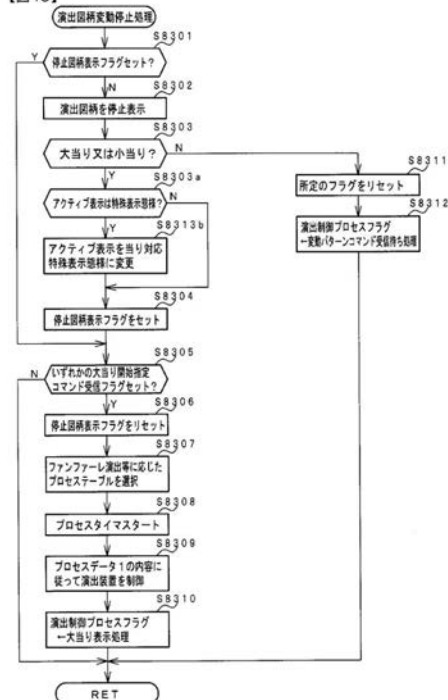 演出図柄変動停止処理
S8301
停止図柄表示フラグセット?
Y
N
S8302
演出図柄を停止表示
S8303
大当り又は小当り?
N
Y
S8303a
アクティブ表示は特殊表示態様?
N
Y
S8313b
アクティブ表示を当り対応
特殊表示態様に変更
S8304
停止図柄表示フラグをセット
S8305
いずれかの大当り開始指定
コマンド受信フラグセット?
N
Y
S8306
停止図柄表示フラグをリセット
S8307
ファンファーレ演出等に応じた
プロセステーブルを選択
S8308
プロセスタイマスタート
S8309
プロセスデータ1の内容に
従って演出装置を制御
S8310
演出制御プロセスフラグ
←大当り表示処理
S8311
所定のフラグをリセット
S8312
演出制御プロセスフラグ
←変動パターンコマンド受信待ち処理
RET